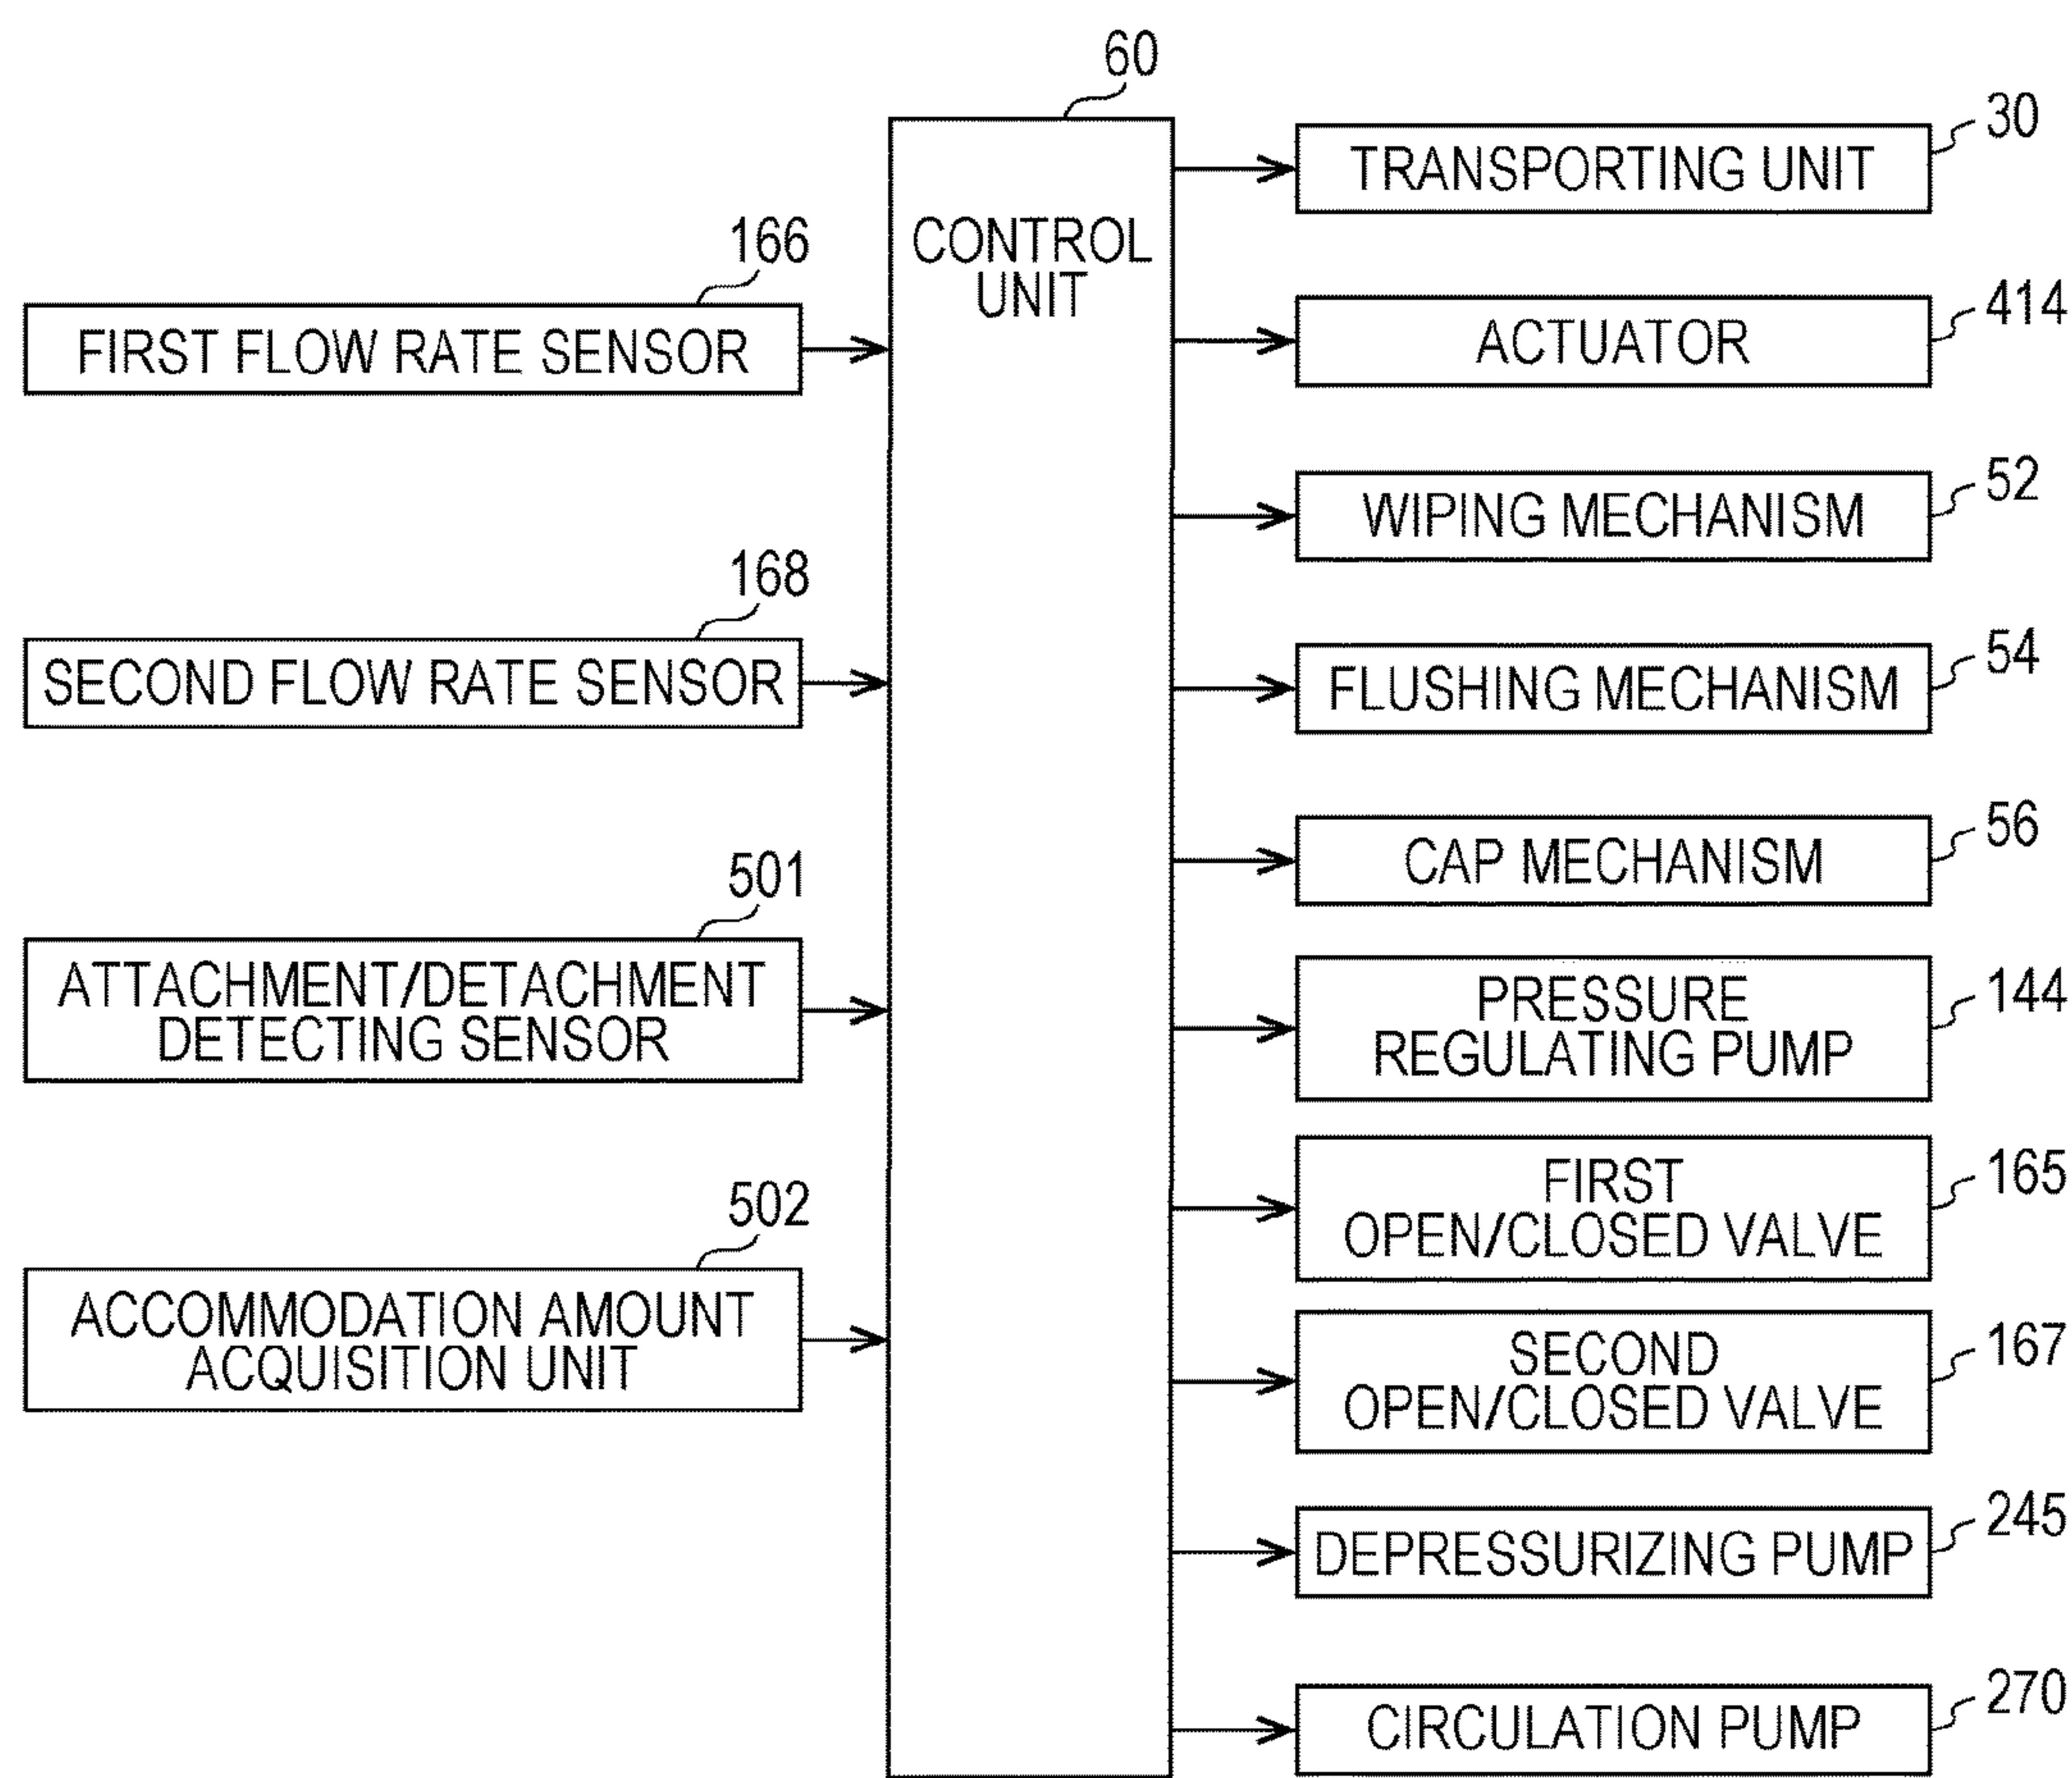 60
CONTROL
UNIT
166
FIRST FLOW RATE SENSOR
168
SECOND FLOW RATE SENSOR
501
ATTACHMENT/DETACHMENT
DETECTING SENSOR
502
ACCOMMODATION AMOUNT
ACQUISITION UNIT
30
TRANSPORTING UNIT
414
ACTUATOR
52
WIPING MECHANISM
54
FLUSHING MECHANISM
56
CAP MECHANISM
144
PRESSURE
REGULATING PUMP
165
FIRST
OPEN/CLOSED VALVE
167
SECOND
OPEN/CLOSED VALVE
245
DEPRESSURIZING PUMP
270
CIRCULATION PUMP